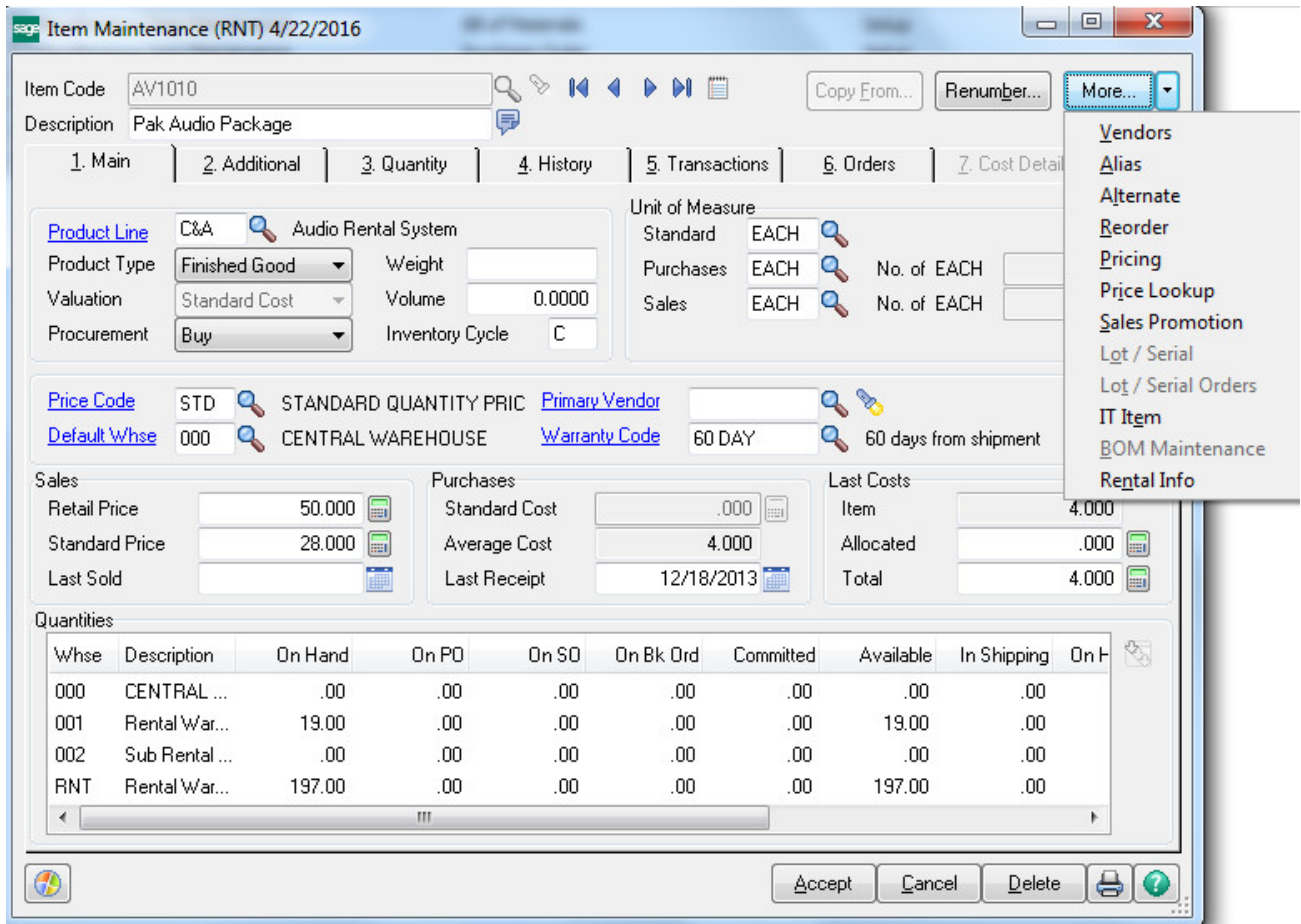 sage Item Maintenance (RNT) 4/22/2016
Item Code AV1010 Copy From... Renumber... More...
Description Pak Audio Package
1. Main 2. Additional 3. Quantity 4. History 5. Transactions 6. Orders 7. Cost Detail
Vendors
Alias
Alternate
Reorder
Pricing
Price Lookup
Sales Promotion
Lot / Serial
Lot / Serial Orders
IT Item
BOM Maintenance
Rental Info
Product Line C&A Audio Rental System
Product Type Finished Good Weight
Valuation Standard Cost Volume 0.0000
Procurement Buy Inventory Cycle C
Unit of Measure
Standard EACH
Purchases EACH No. of EACH
Sales EACH No. of EACH
Price Code STD STANDARD QUANTITY PRIC Primary Vendor
Default Whse 000 CENTRAL WAREHOUSE Warranty Code 60 DAY 60 days from shipment
Sales
Retail Price 50.000
Standard Price 28.000
Last Sold
Purchases
Standard Cost .000
Average Cost 4.000
Last Receipt 12/18/2013
Last Costs
Item 4.000
Allocated .000
Total 4.000
Quantities
Whse Description On Hand On PO On SO On Bk Ord Committed Available In Shipping On H
000 CENTRAL ... .00 .00 .00 .00 .00 .00 .00
001 Rental War... 19.00 .00 .00 .00 .00 19.00 .00
002 Sub Rental ... .00 .00 .00 .00 .00 .00 .00
RNT Rental War... 197.00 .00 .00 .00 .00 197.00 .00
Accept Cancel Delete